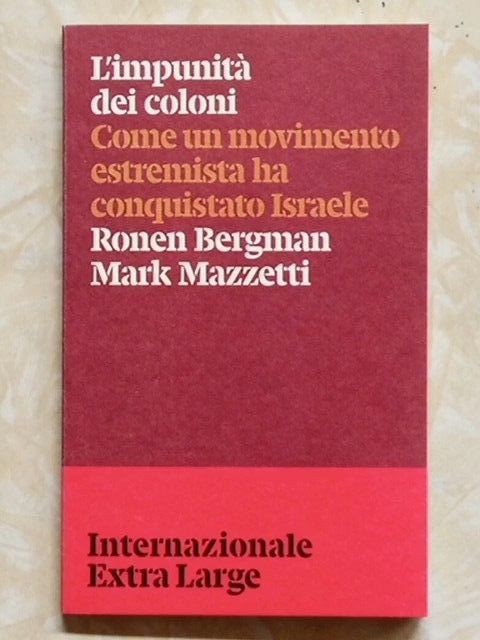 L'impunità
dei coloni
Come un movimento
estremista ha
conquistato Israele
Ronen Bergman
Mark Mazzetti
Internazionale
Extra Large